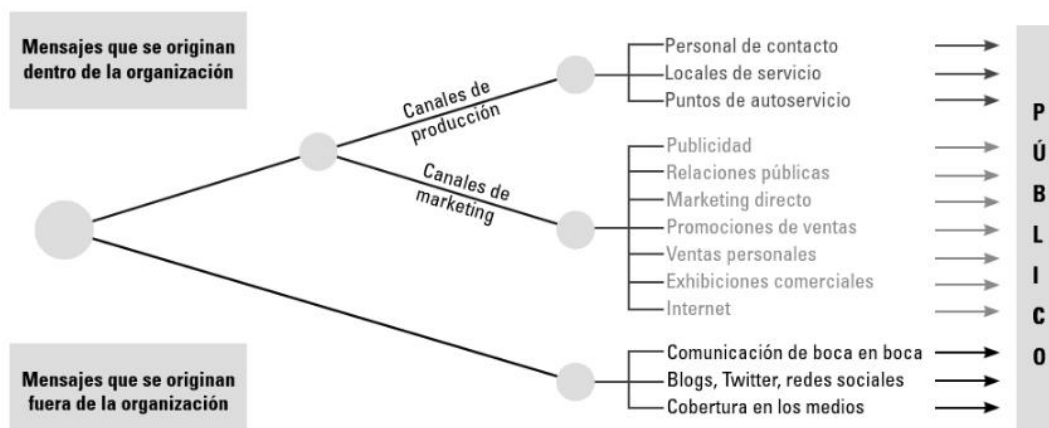 Mensajes que se originan
dentro de la organización
Canales de
producción
Personal de contacto
Locales de servicio
Puntos de autoservicio
Canales de
marketing
Publicidad
Relaciones públicas
Marketing directo
Promociones de ventas
Ventas personales
Exhibiciones comerciales
Internet
Mensajes que se originan
fuera de la organización
Comunicación de boca en boca
Blogs, Twitter, redes sociales
Cobertura en los medios
P
Ú
B
L
I
C
O